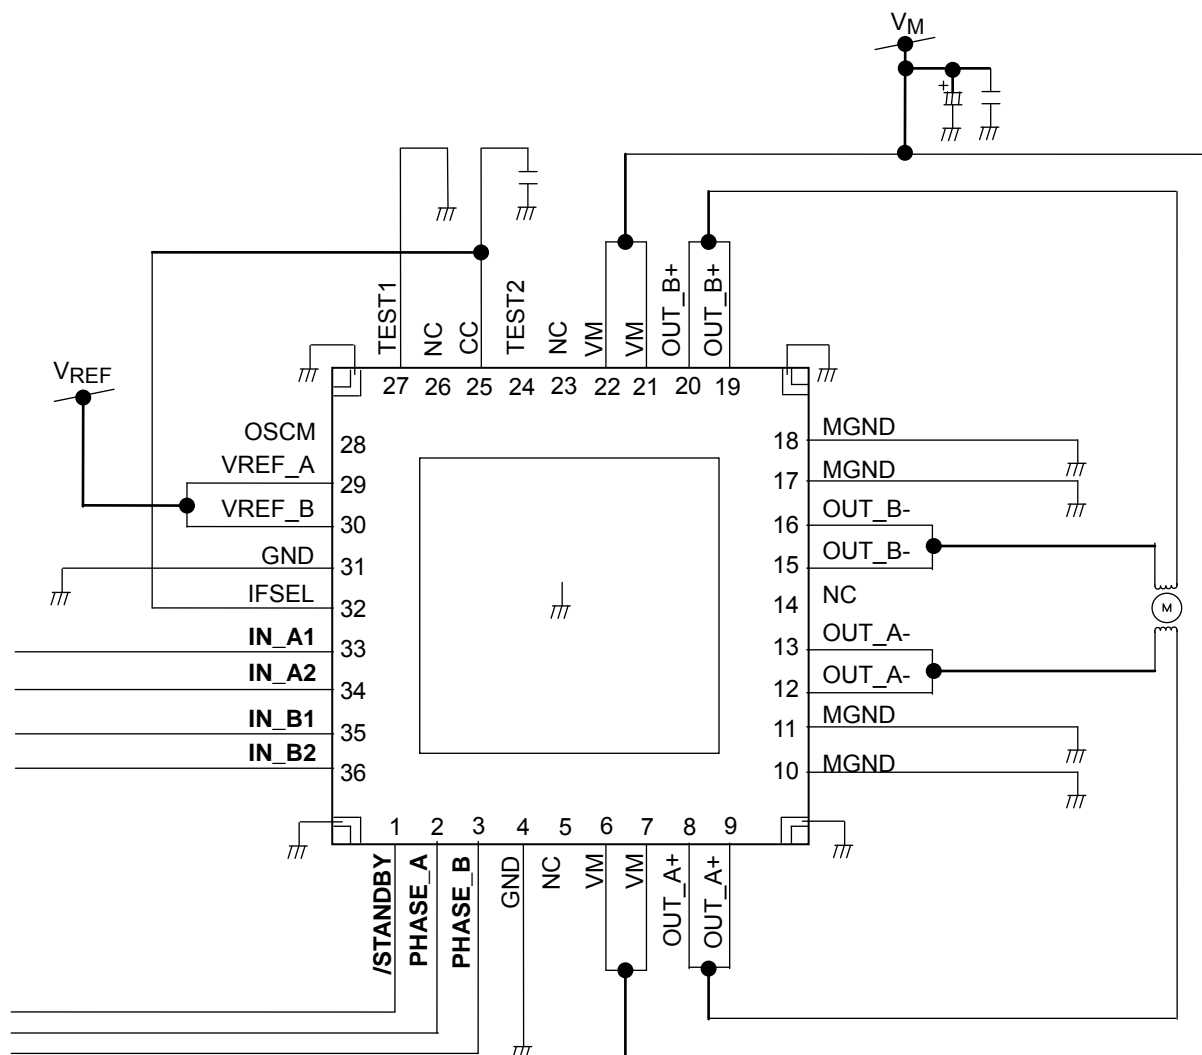 VM
TEST1
NC
CC
TEST2
NC
VM
VM
OUT_B+
OUT_B+
27 26 25 24 23 22 21 20 19
VREF
OSCM 28
VREF_A 29
VREF_B 30
GND 31
IFSEL 32
IN_A1 33
IN_A2 34
IN_B1 35
IN_B2 36
18 MGND
17 MGND
16 OUT_B-
15 OUT_B-
14 NC
13 OUT_A-
12 OUT_A-
11 MGND
10 MGND
M
+
1 2 3 4 5 6 7 8 9
/STANDBY
PHASE_A
PHASE_B
GND
NC
VM
VM
OUT_A+
OUT_A+